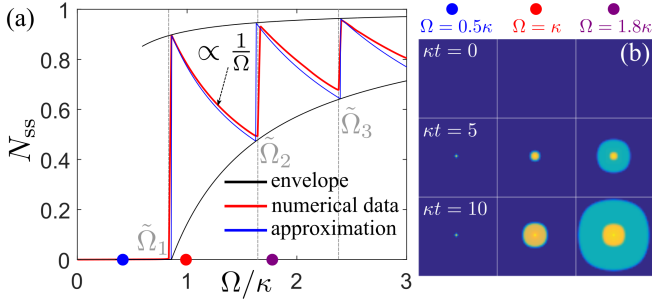 (a)
N_ss
1
0.8
0.6
0.4
0.2
0
∝ 1/Ω
Ω̃_1
Ω̃_2
Ω̃_3
envelope
numerical data
approximation
0
1
2
3
Ω/κ
Ω = 0.5κ
Ω = κ
Ω = 1.8κ
κt = 0
(b)
κt = 5
κt = 10